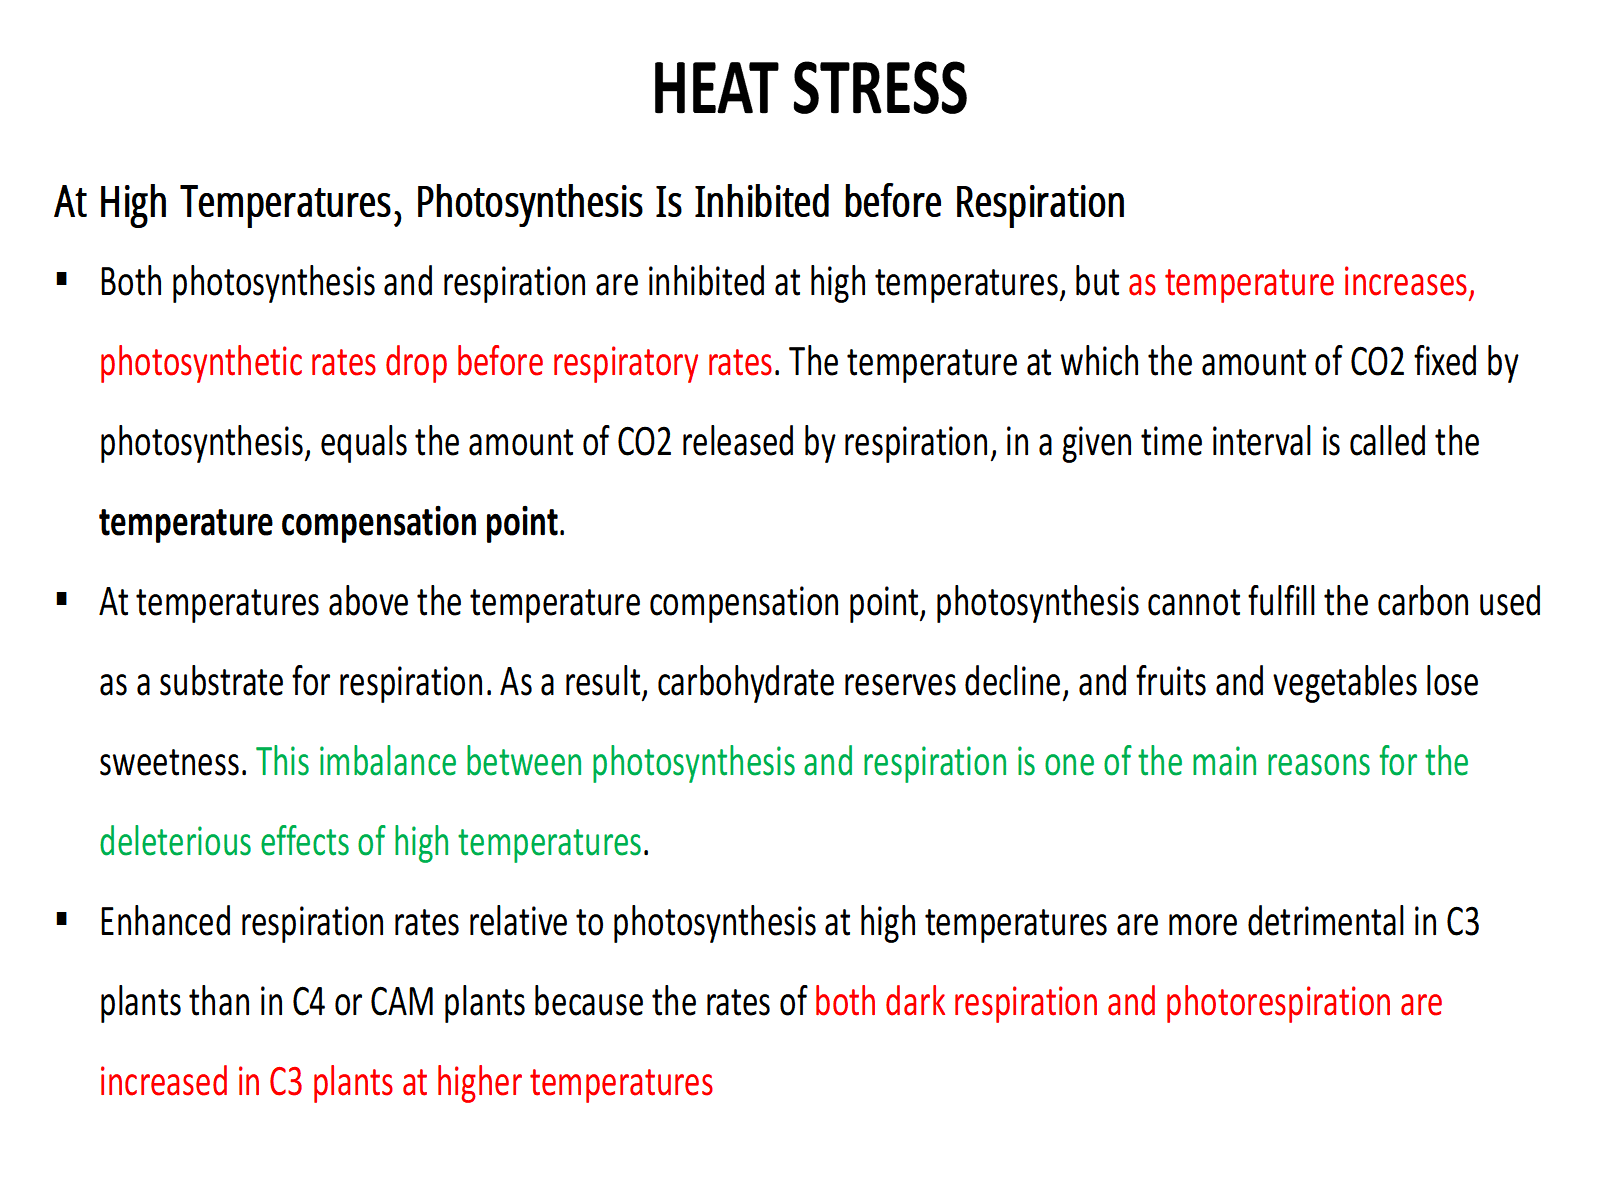 HEAT STRESS
At High Temperatures, Photosynthesis Is Inhibited before Respiration
▪ Both photosynthesis and respiration are inhibited at high temperatures, but as temperature increases,
photosynthetic rates drop before respiratory rates. The temperature at which the amount of CO2 fixed by
photosynthesis, equals the amount of CO2 released by respiration, in a given time interval is called the
temperature compensation point.
▪ At temperatures above the temperature compensation point, photosynthesis cannot fulfill the carbon used
as a substrate for respiration. As a result, carbohydrate reserves decline, and fruits and vegetables lose
sweetness. This imbalance between photosynthesis and respiration is one of the main reasons for the
deleterious effects of high temperatures.
▪ Enhanced respiration rates relative to photosynthesis at high temperatures are more detrimental in C3
plants than in C4 or CAM plants because the rates of both dark respiration and photorespiration are
increased in C3 plants at higher temperatures